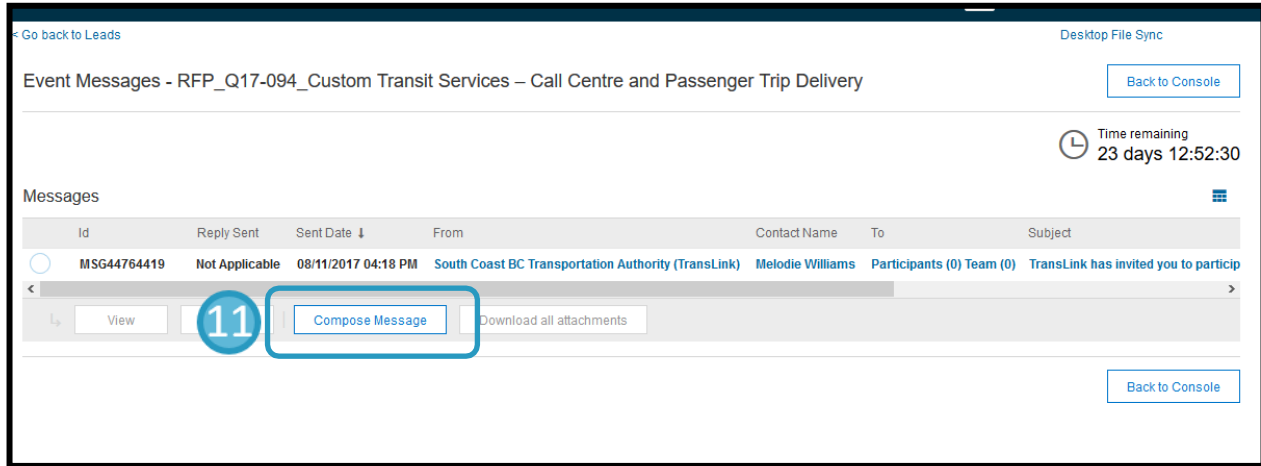 < Go back to Leads Desktop File Sync
Event Messages - RFP_Q17-094_Custom Transit Services – Call Centre and Passenger Trip Delivery Back to Console
Time remaining
23 days 12:52:30
Messages
Id Reply Sent Sent Date ↓ From Contact Name To Subject
MSG44764419 Not Applicable 08/11/2017 04:18 PM South Coast BC Transportation Authority (TransLink) Melodie Williams Participants (0) Team (0) TransLink has invited you to particip
View 11 Compose Message Download all attachments
Back to Console